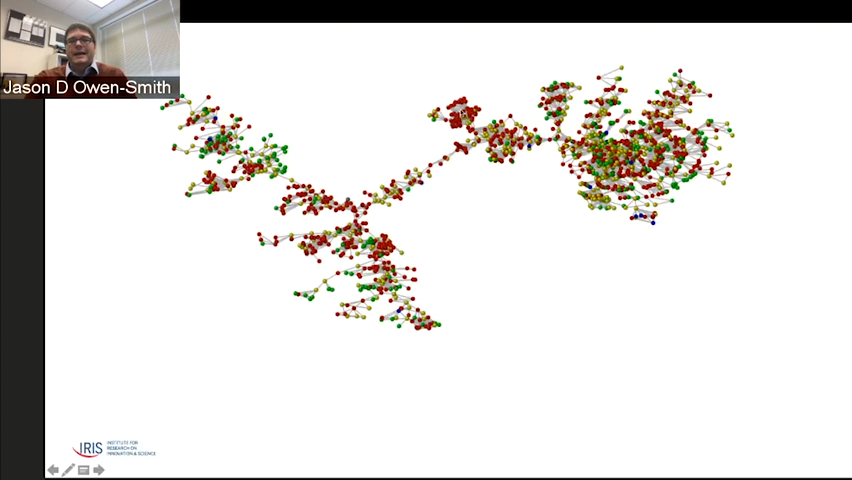 Jason D Owen-Smith
IRIS
INSTITUTE FOR
RESEARCH ON
INNOVATION & SCIENCE